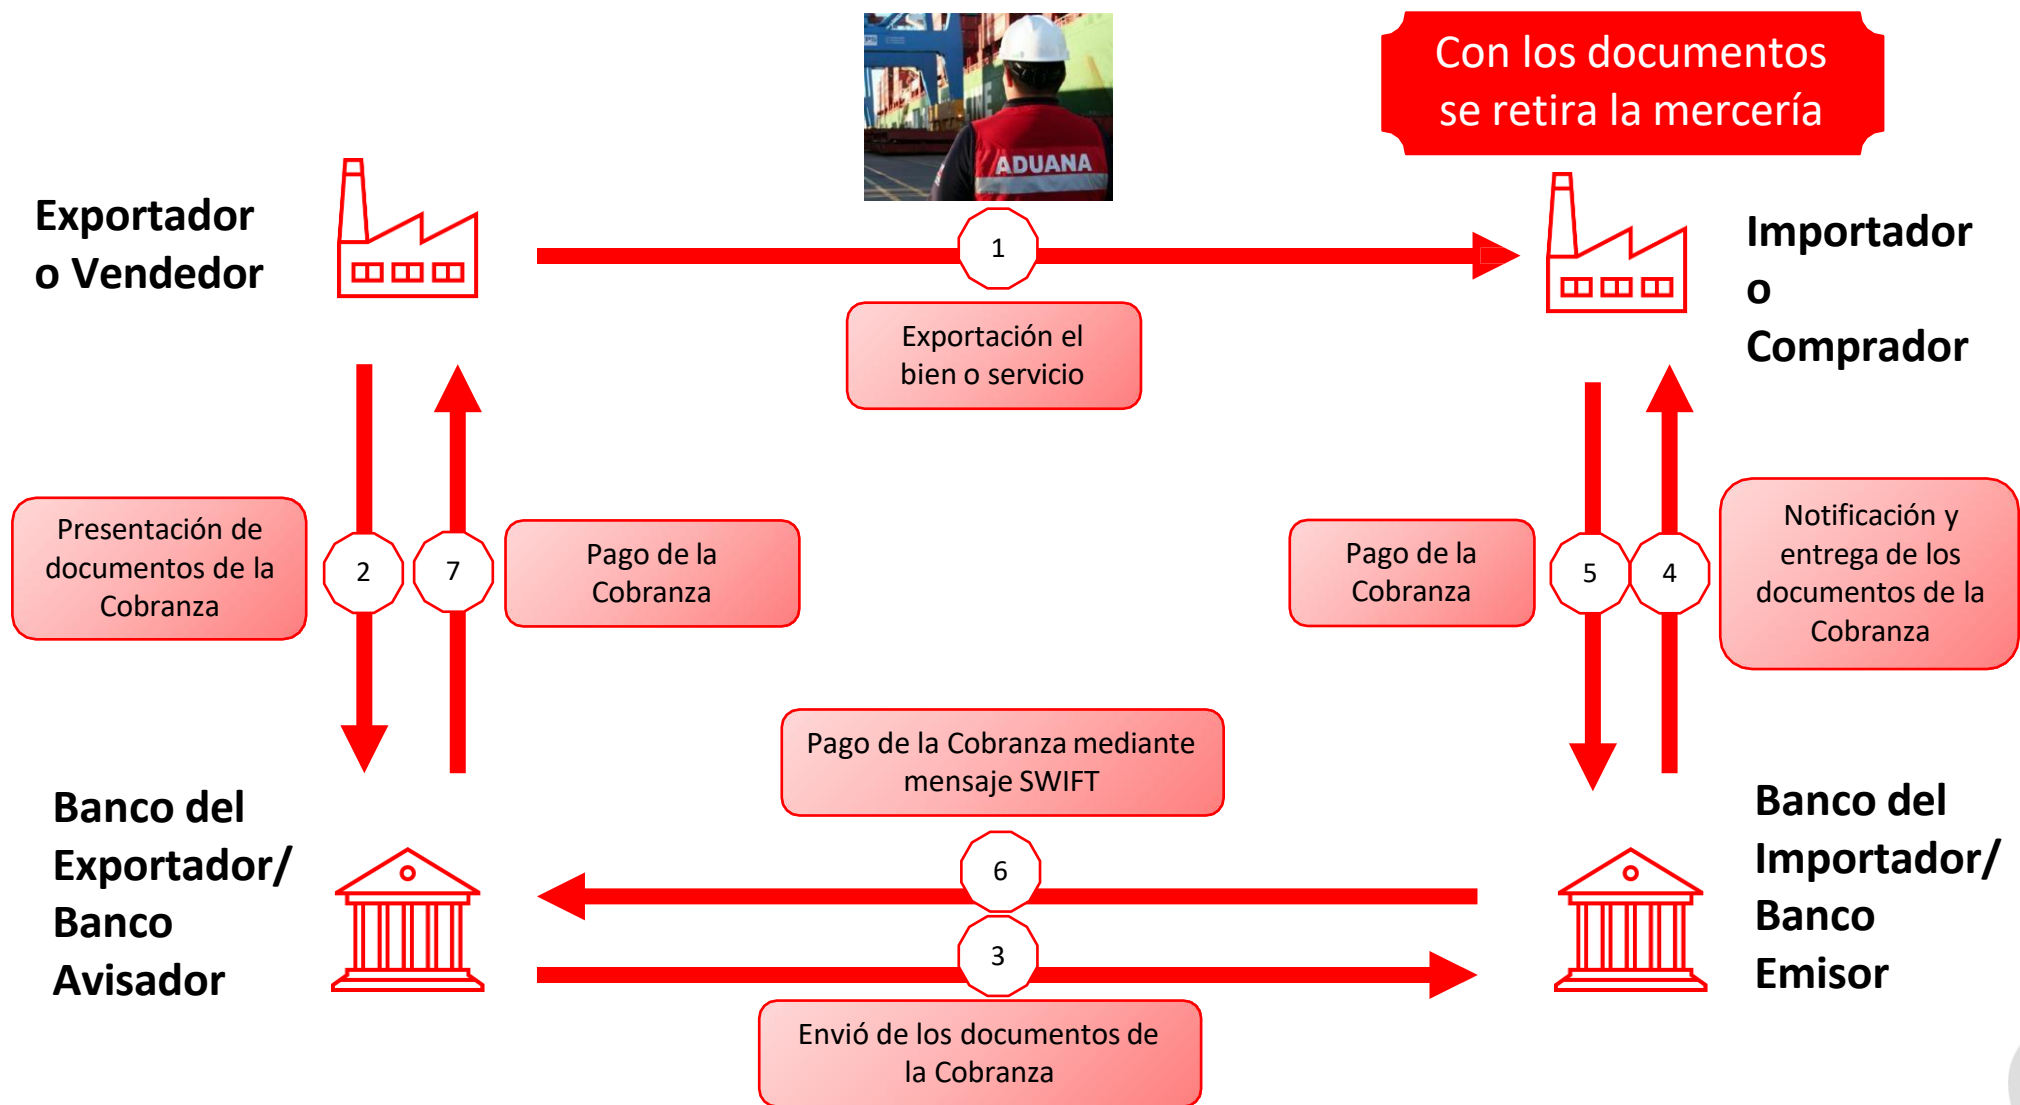 Con los documentos
se retira la mercería
ADUANA
Exportador
o Vendedor
1
Importador
o
Comprador
Exportación el
bien o servicio
Presentación de
documentos de la
Cobranza
2
7
Pago de la
Cobranza
Pago de la
Cobranza
5
4
Notificación y
entrega de los
documentos de la
Cobranza
Pago de la Cobranza mediante
mensaje SWIFT
Banco del
Exportador/
Banco
Avisador
6
3
Banco del
Importador/
Banco
Emisor
Envió de los documentos de
la Cobranza